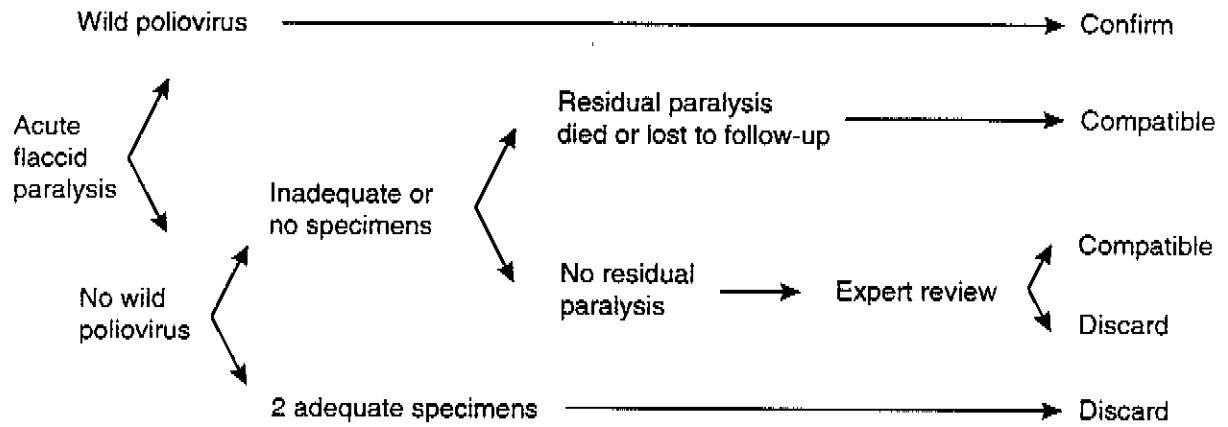 Wild poliovirus
Confirm
Acute
flaccid
paralysis
Residual paralysis
died or lost to follow-up
Compatible
Inadequate or
no specimens
No wild
poliovirus
No residual
paralysis
Expert review
Compatible
Discard
2 adequate specimens
Discard